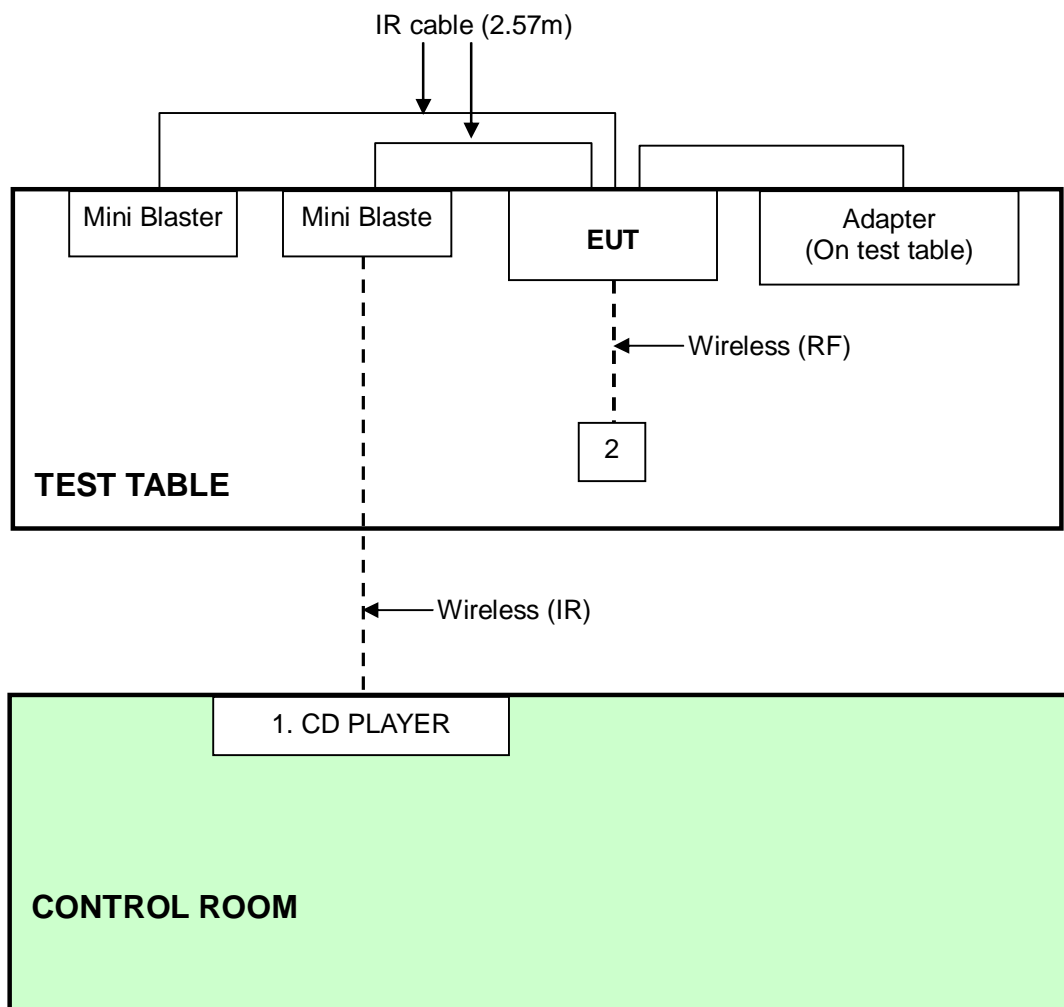 IR cable (2.57m)
Mini Blaster
Mini Blaste
EUT
Adapter
(On test table)
Wireless (RF)
2
TEST TABLE
Wireless (IR)
1. CD PLAYER
CONTROL ROOM